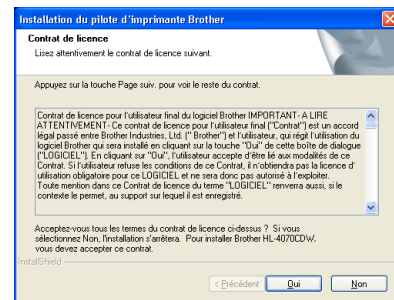 Installation du pilote d'imprimante Brother
Contrat de licence
Lisez attentivement le contrat de licence suivant.
Appuyez sur la touche Page suiv. pour voir le reste du contrat.
Contrat de licence pour l'utilisateur final du logiciel Brother IMPORTANT- A LIRE
ATTENTIVEMENT- Ce contrat de licence pour l'utilisateur final ("Contrat") est un accord
légal passé entre Brother Industries, Ltd. (" Brother") et l'utilisateur, qui régit l'utilisation du
logiciel Brother qui sera installé en cliquant sur la touche "Oui" de cette boîte de dialogue
("LOGICIEL"). En cliquant sur "Oui", l'utilisateur accepte d'être lié aux modalités de ce
Contrat. Si l'utilisateur refuse les conditions de ce Contrat, il n'obtiendra pas la licence d'
utilisation obligatoire pour ce LOGICIEL et ne sera donc pas autorisé à l'exploiter.
Toute mention dans ce Contrat de licence du terme "LOGICIEL" renverra aussi, si le
contexte le permet, au support sur lequel il est enregistré.
Acceptez-vous tous les termes du contrat de licence ci-dessus ? Si vous
sélectionnez Non, l'installation s'arrêtera. Pour installer Brother HL-4070CDW,
vous devez accepter ce contrat.
InstallShield
< Précédent
Oui
Non